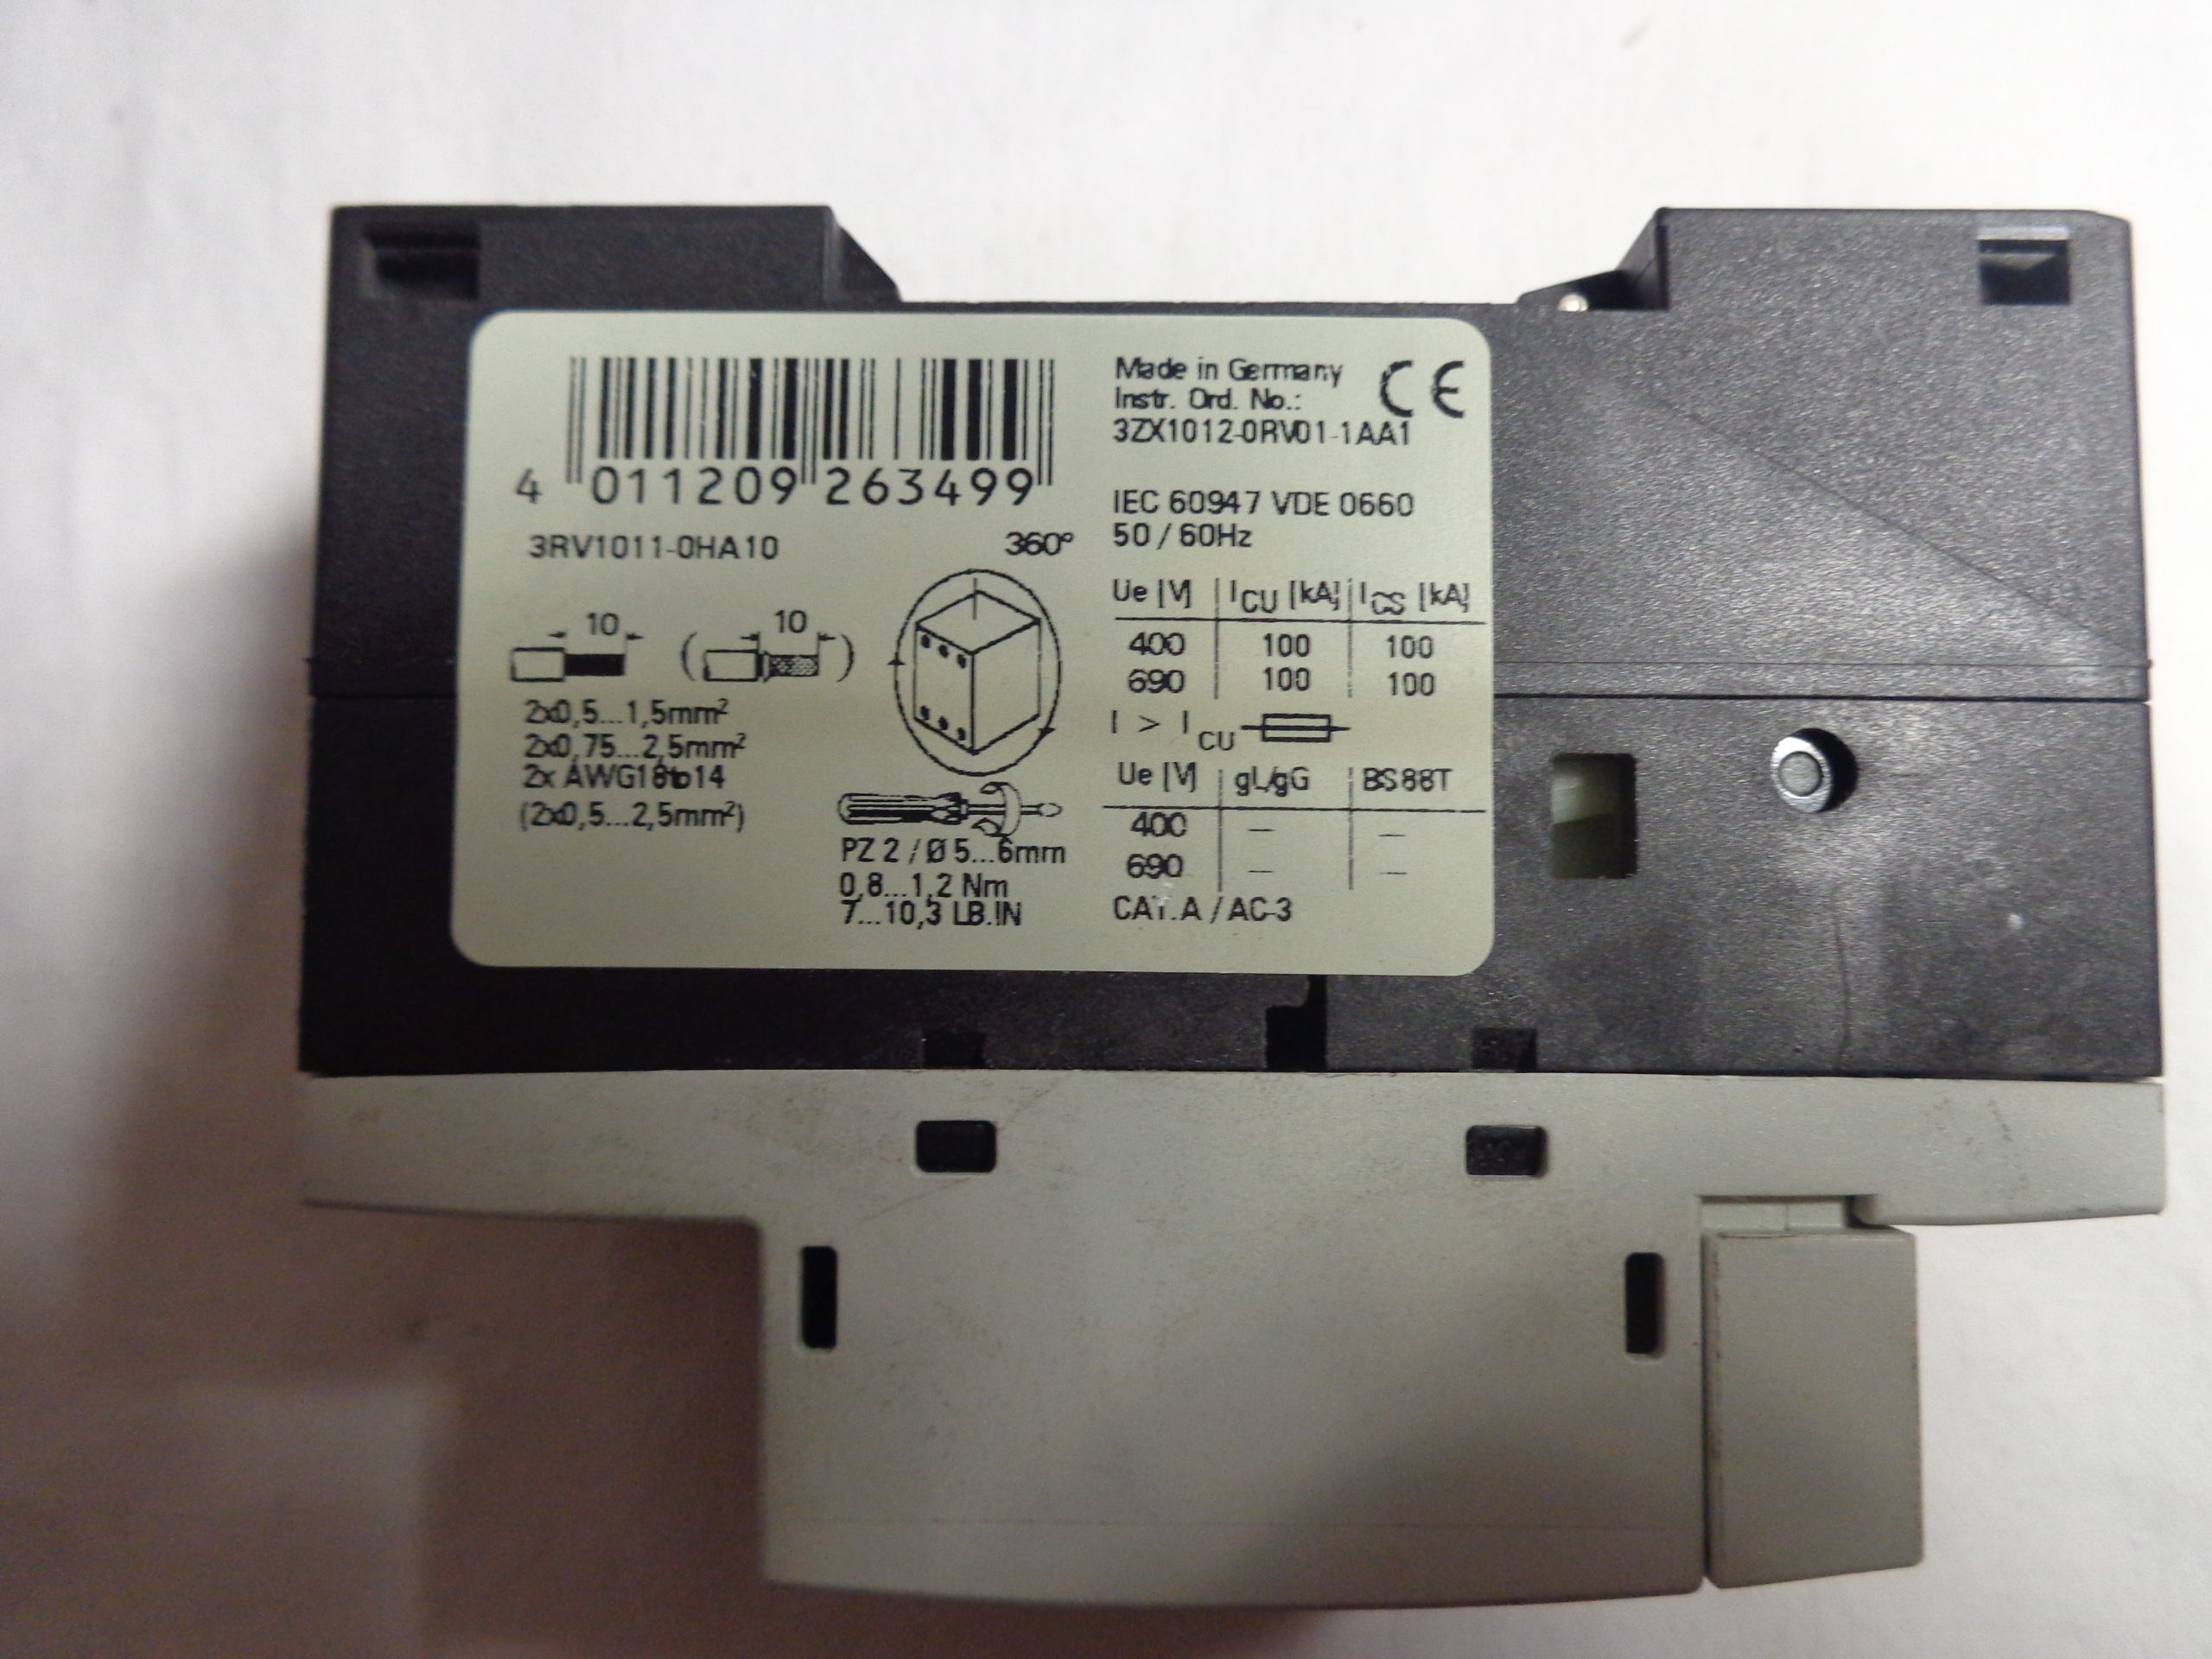 4 011209 263499
3RV1011-0HA10
360°
10
( 10 )
2x0,5...1,5mm²
2x0,75...2,5mm²
2x AWG18to14
(2x0,5...2,5mm²)
PZ 2 / Ø 5...6mm
0,8...1,2 Nm
7...10,3 LB.IN
Made in Germany
CE
Instr. Ord. No.:
3ZX1012-0RV01-1AA1
IEC 60947 VDE 0660
50 / 60Hz
Ue [V] ICU [kA] ICS [kA]
400 100 100
690 100 100
I > ICU
Ue [V] gL/gG BS88T
400 — —
690 — —
CAT.A / AC-3